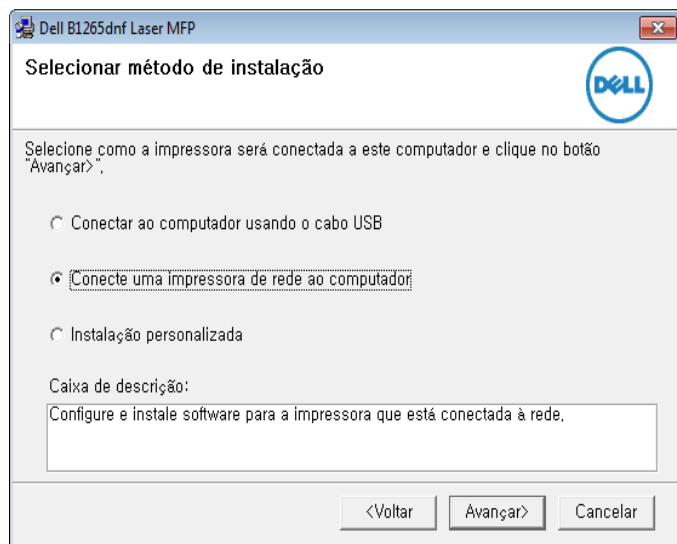 Dell B1265dnf Laser MFP
Selecionar método de instalação
DELL
Selecione como a impressora será conectada a este computador e clique no botão
"Avançar>",
Conectar ao computador usando o cabo USB
Conecte uma impressora de rede ao computador
Instalação personalizada
Caixa de descrição:
Configure e instale software para a impressora que está conectada à rede,
<Voltar
Avançar>
Cancelar